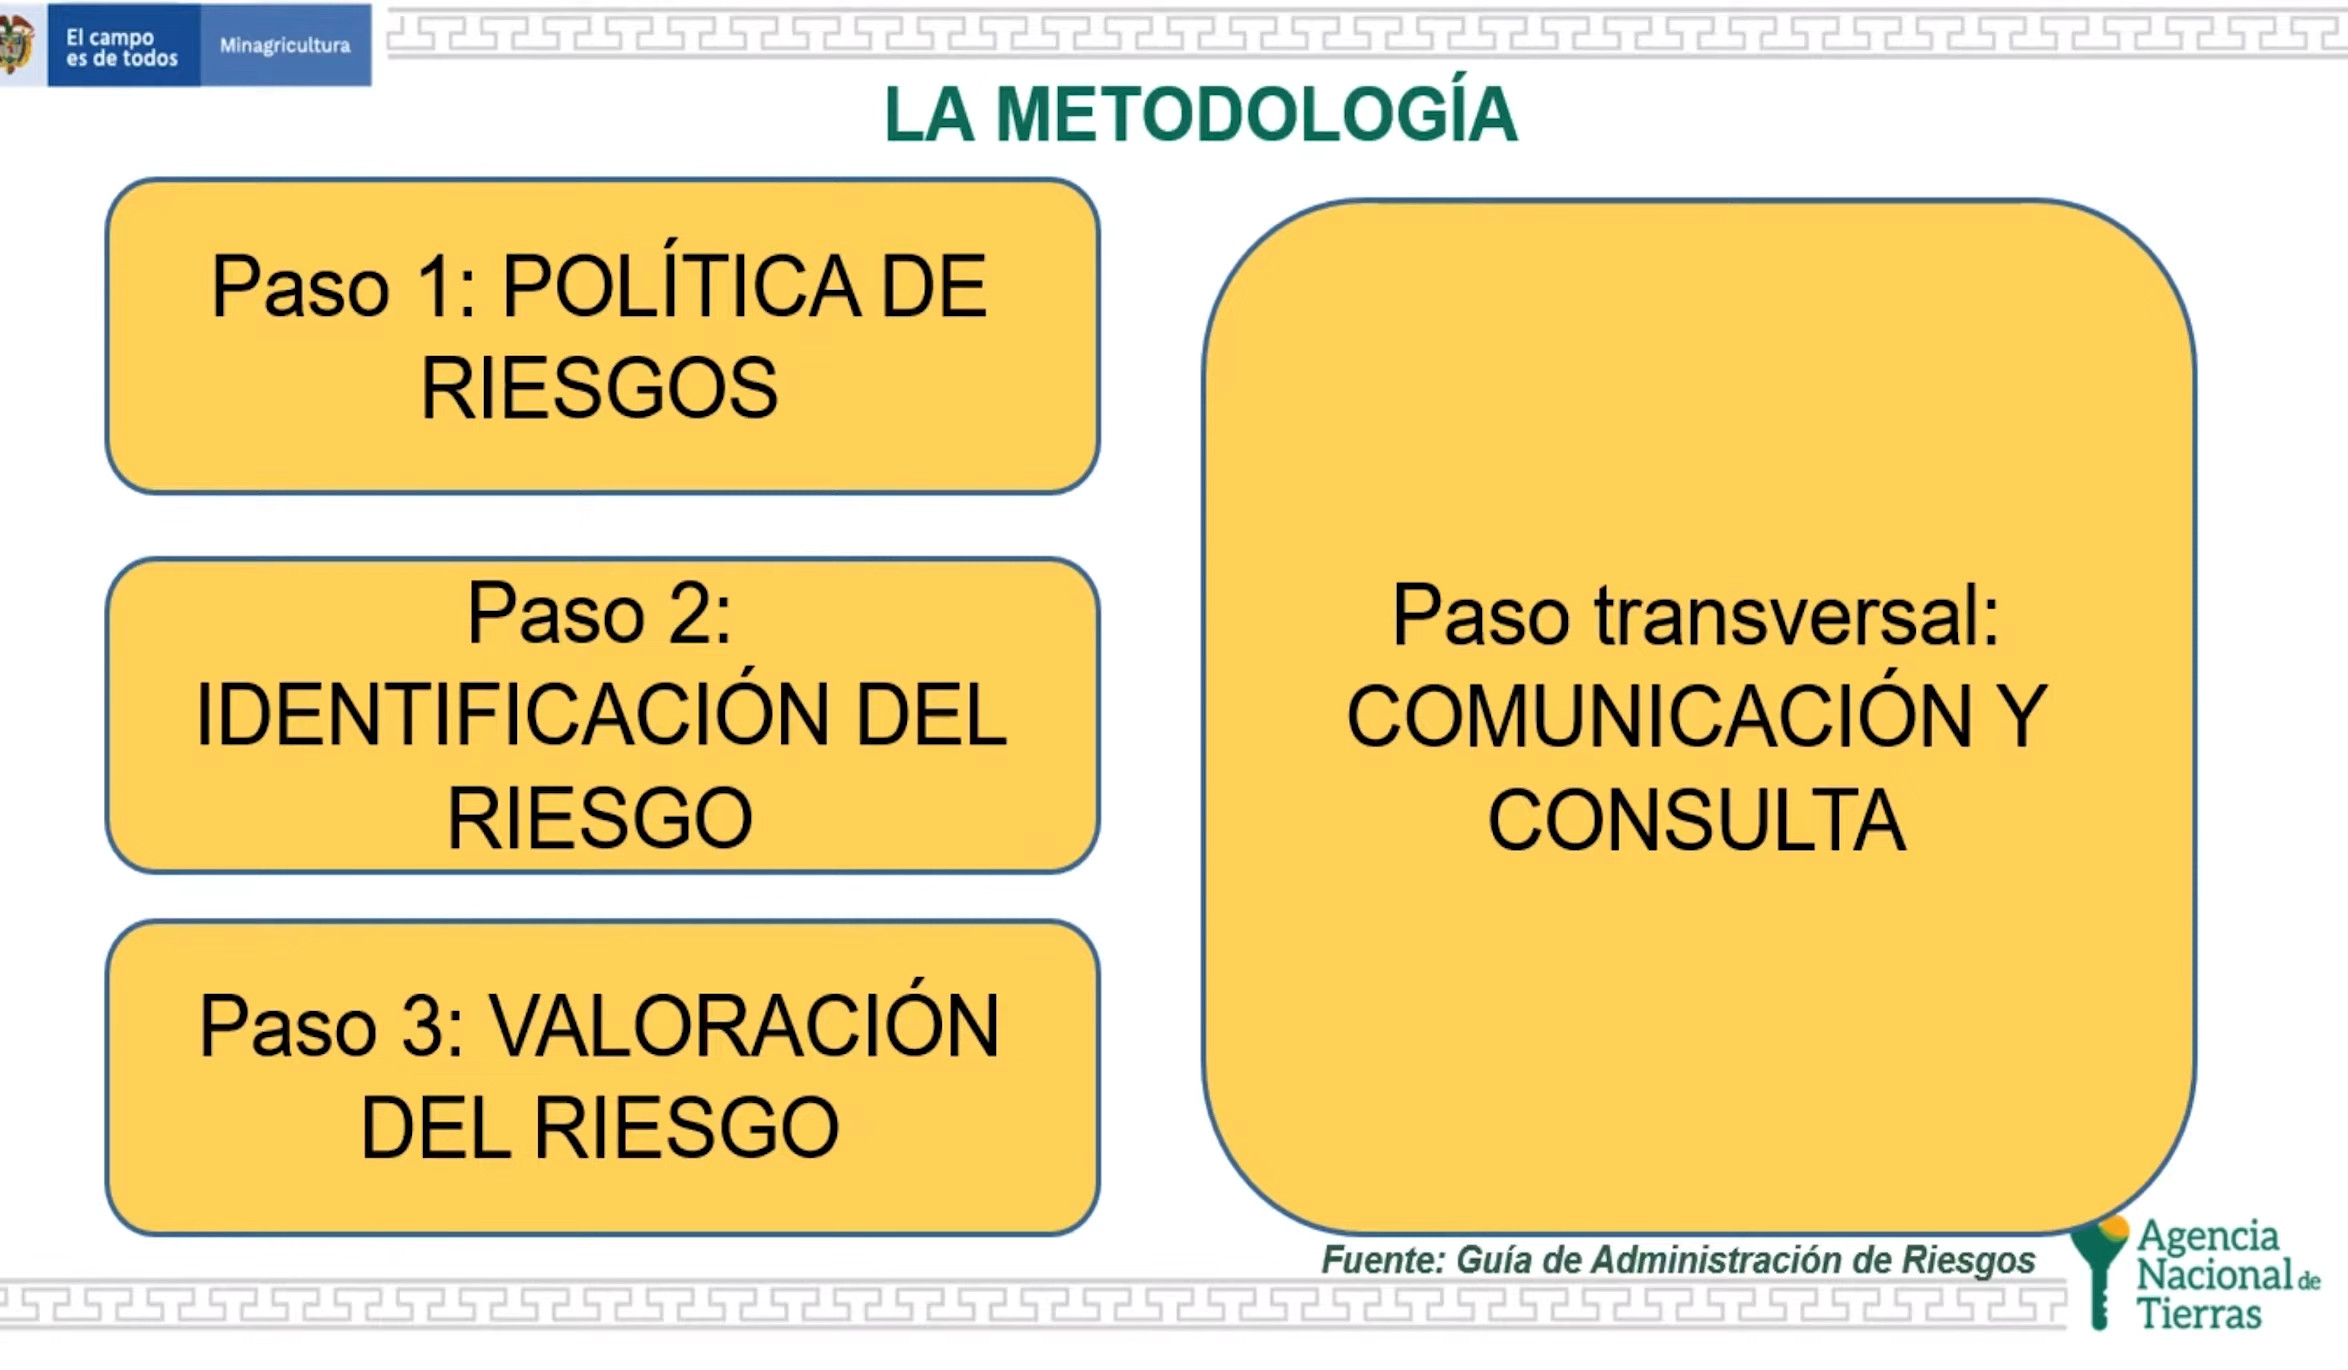 El campo
es de todos
Minagricultura
LA METODOLOGÍA
Paso 1: POLÍTICA DE
RIESGOS
Paso 2:
IDENTIFICACIÓN DEL
RIESGO
Paso 3: VALORACIÓN
DEL RIESGO
Paso transversal:
COMUNICACIÓN Y
CONSULTA
Fuente: Guía de Administración de Riesgos
Agencia
Nacional de
Tierras